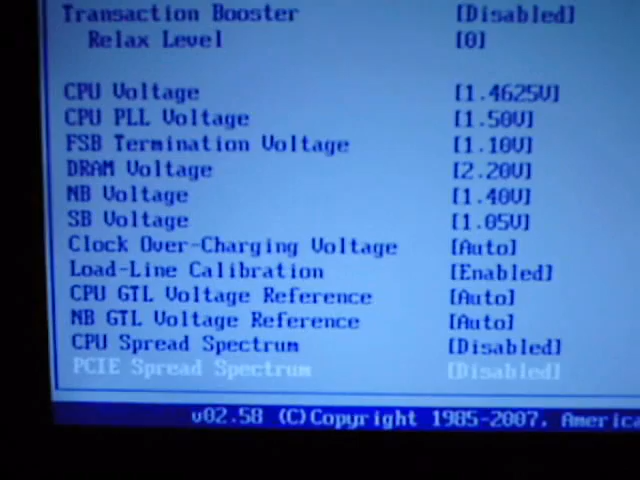 Transaction Booster [Disabled]
Relax Level [0]
CPU Voltage [1.4625V]
CPU PLL Voltage [1.50V]
FSB Termination Voltage [1.10V]
DRAM Voltage [2.20V]
NB Voltage [1.40V]
SB Voltage [1.05V]
Clock Over-Charging Voltage [Auto]
Load-Line Calibration [Enabled]
CPU GTL Voltage Reference [Auto]
NB GTL Voltage Reference [Auto]
CPU Spread Spectrum [Disabled]
PCIE Spread Spectrum [Disabled]
v02.58 (C)Copyright 1985-2007, America